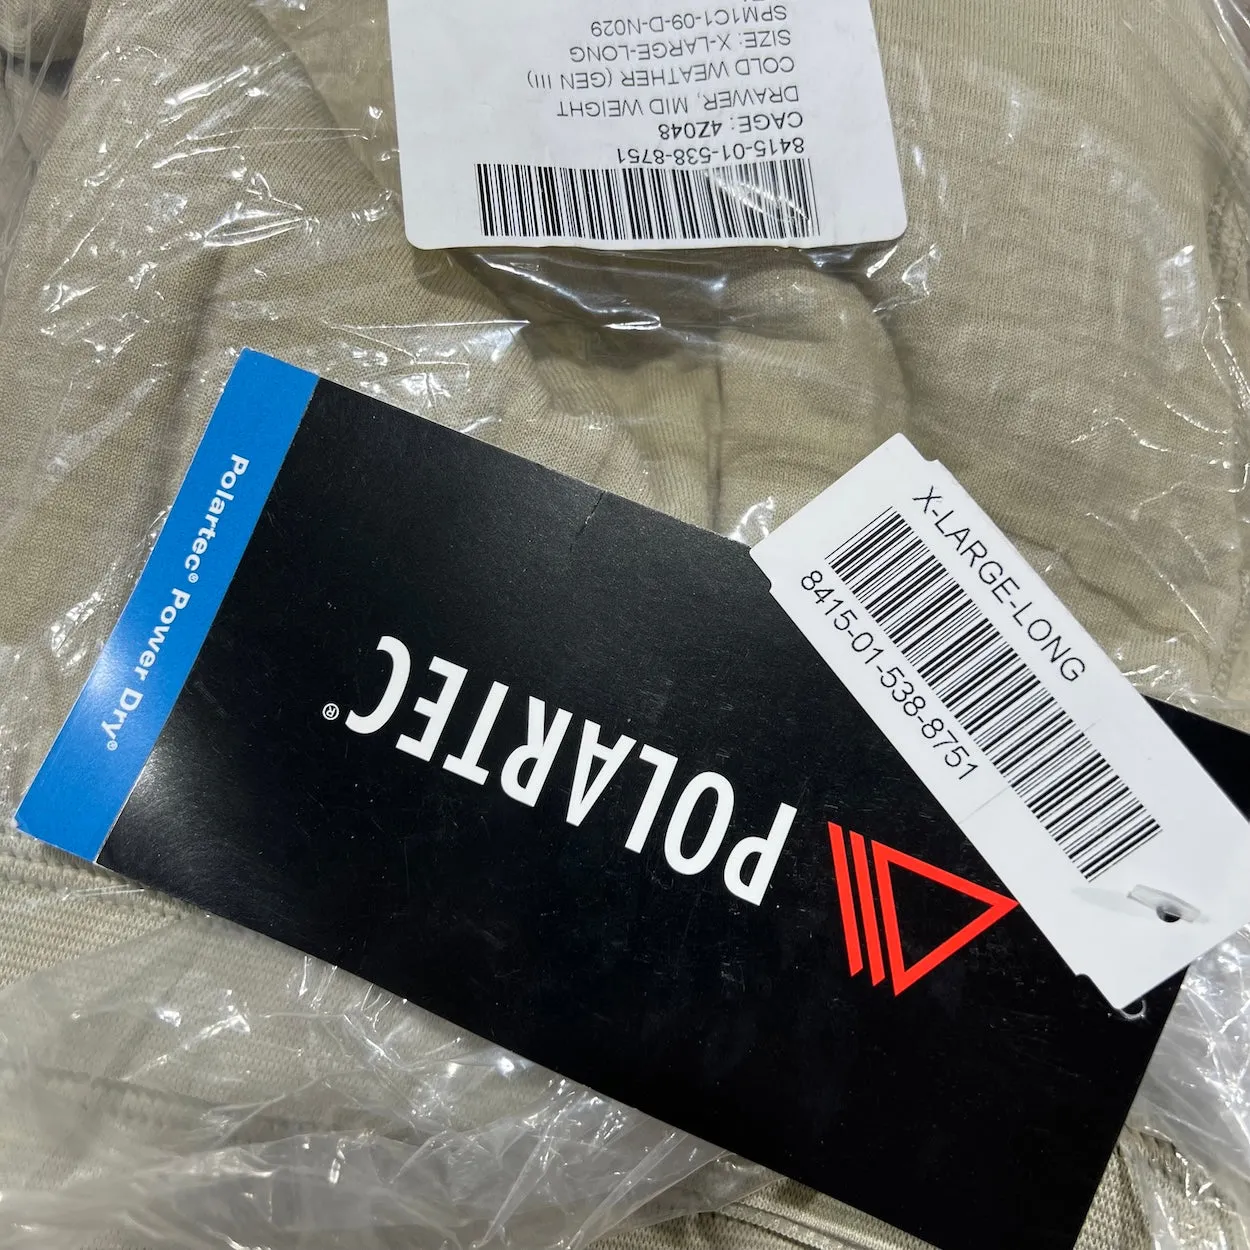 8415-01-538-8751
CAGE: 4Z048
DRAWER, MID WEIGHT
COLD WEATHER (GEN III)
SIZE: X-LARGE-LONG
SPM1C1-09-D-N029
Polartec® Power Dry®
POLARTEC®
X-LARGE-LONG
8415-01-538-8751